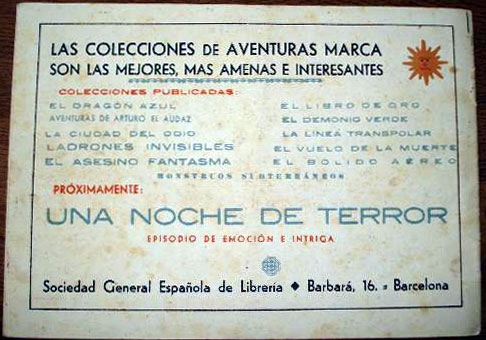 LAS COLECCIONES DE AVENTURAS MARCA
SON LAS MEJORES, MAS AMENAS E INTERESANTES
COLECCIONES PUBLICADAS:
EL DRAGÓN AZUL
AVENTURAS DE ARTURO EL AUDAZ
LA CIUDAD DEL ODIO
LADRONES INVISIBLES
EL ASESINO FANTASMA
EL LIBRO DE ORO
EL DEMONIO VERDE
LA LÍNEA TRANSPOLAR
EL VUELO DE LA MUERTE
EL BÓLIDO AÉREO
MONSTRUOS SUBTERRÁNEOS
PRÓXIMAMENTE:
UNA NOCHE DE TERROR
EPISODIO DE EMOCIÓN E INTRIGA
Sociedad General Española de Librería ◆ Barbará, 16. - Barcelona